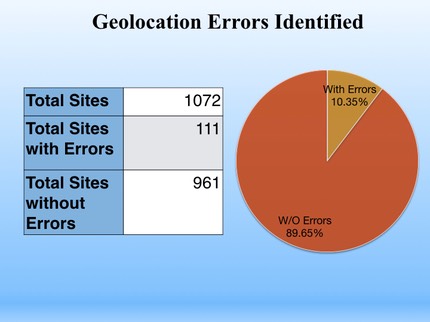 Geolocation Errors Identified
Total Sites 1072
Total Sites 111
with Errors
Total Sites 961
without
Errors
With Errors
10.35%
W/O Errors
89.65%